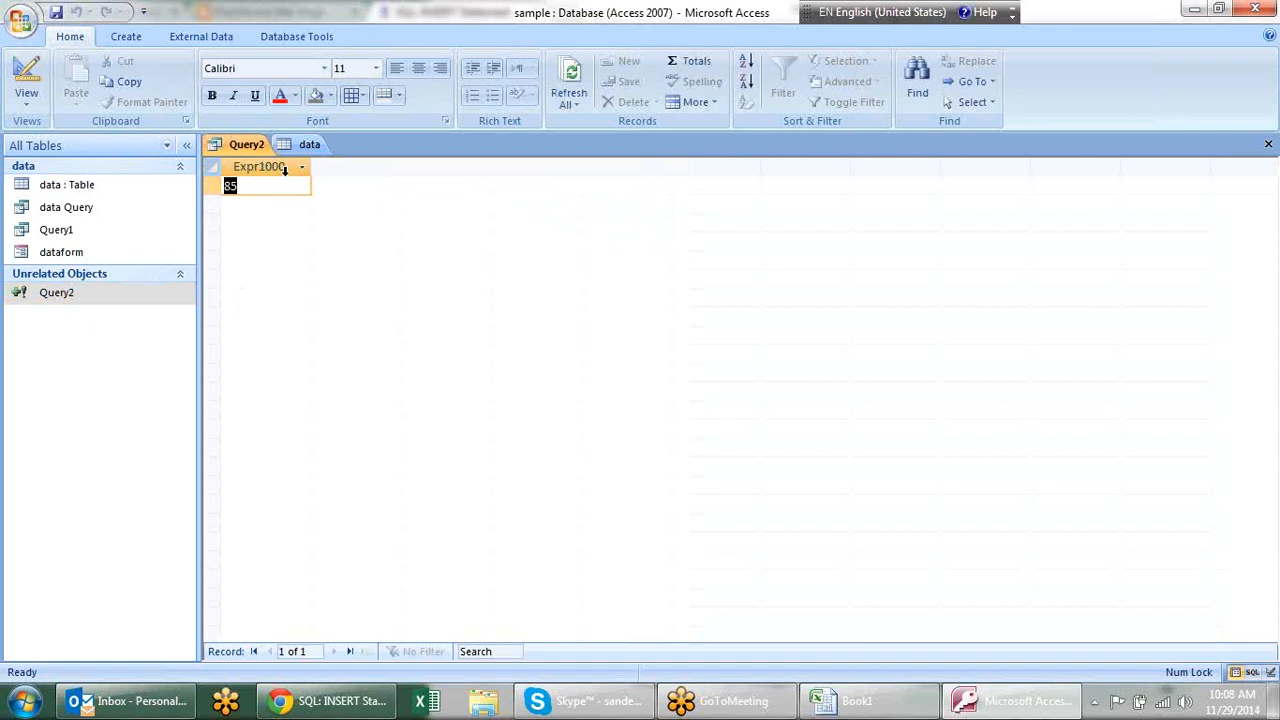 sample : Database (Access 2007) - Microsoft Access
EN English (United States)
Help
Home
Create
External Data
Database Tools
View
Views
Paste
Cut
Copy
Format Painter
Clipboard
Calibri
11
B I U A
Font
Rich Text
Refresh
All
New
Save
Delete
Totals
Spelling
More
Records
Filter
Selection
Advanced
Toggle Filter
Sort & Filter
Find
Replace
Go To
Select
Find
All Tables
data
data : Table
data Query
Query1
dataform
Unrelated Objects
Query2
Query2
data
Expr1000
85
Record:
1 of 1
No Filter
Search
Ready
Num Lock
SQL
Inbox - Personal...
SQL: INSERT Sta...
Skype™ - sande...
GoToMeeting
Book1
Microsoft Acces...
10:08 AM
11/29/2014